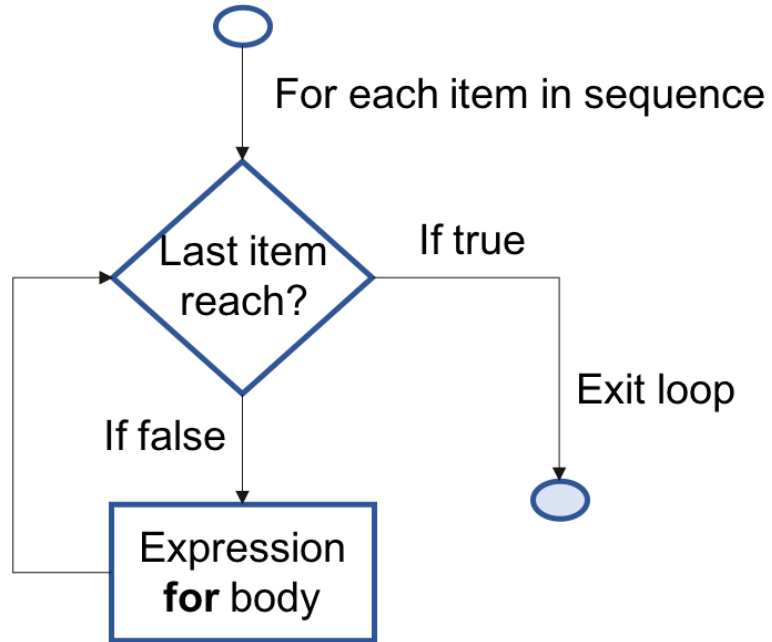 For each item in sequence
Last item
reach?
If true
Exit loop
If false
Expression
for body